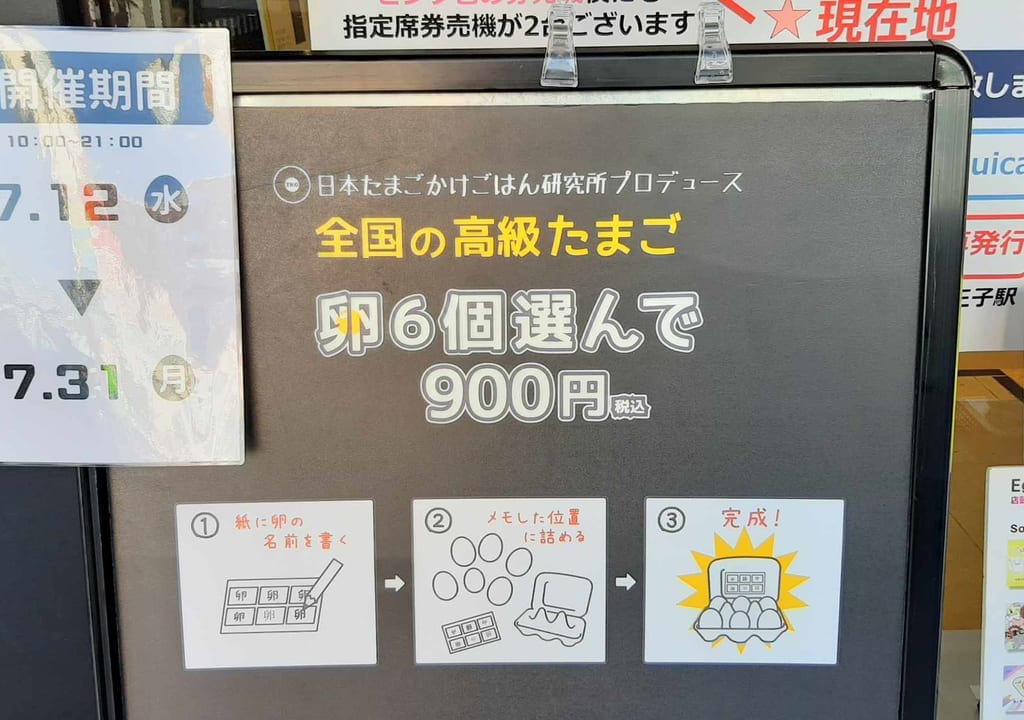 指定席券売機が2台ございます
現在地
開催期間
10:00~21:00
7.12 水
▼
7.31 月
TKG 日本たまごかけごはん研究所プロデュース
全国の高級たまご
卵6個選んで
900円税込
① 紙に卵の
名前を書く
卵 卵 卵
卵 卵 卵
② メモした位置
に詰める
③ 完成!
uica
再発行
王子駅